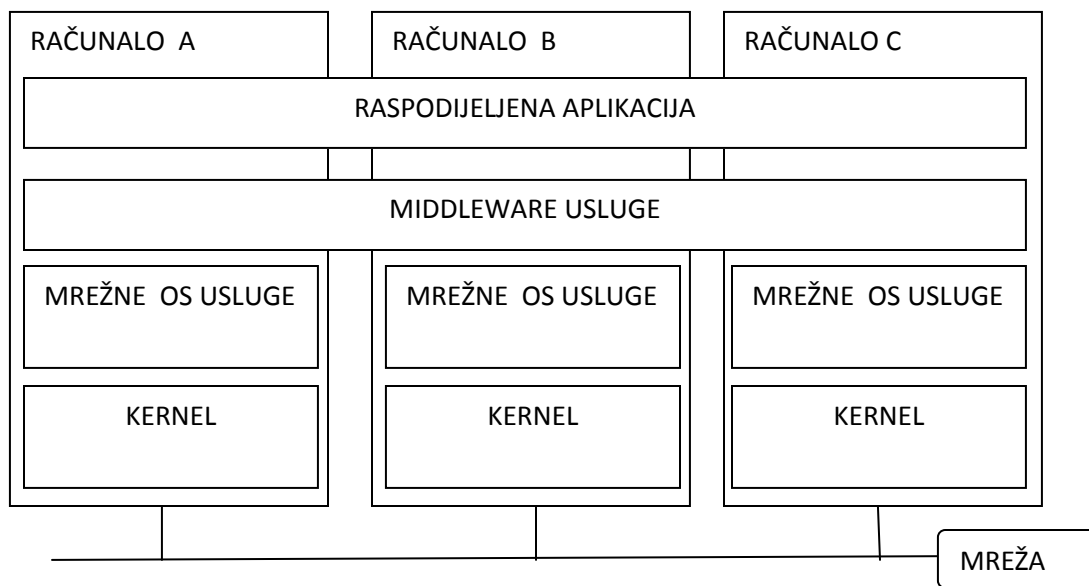 RAČUNALO A
RAČUNALO B
RAČUNALO C
RASPODIJELJENA APLIKACIJA
MIDDLEWARE USLUGE
MREŽNE OS USLUGE
MREŽNE OS USLUGE
MREŽNE OS USLUGE
KERNEL
KERNEL
KERNEL
MREŽA